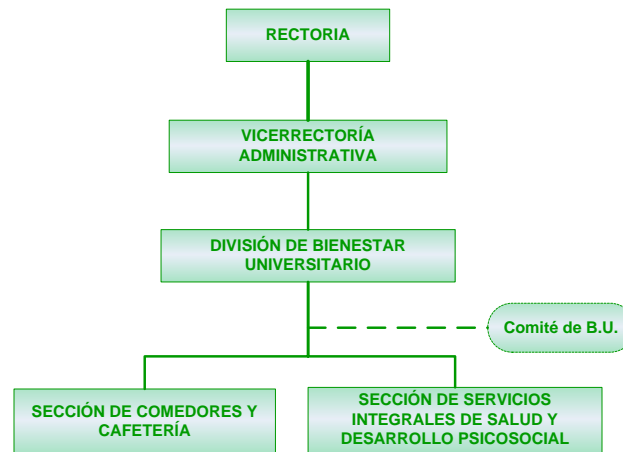 RECTORIA
VICERRECTORÍA
ADMINISTRATIVA
DIVISIÓN DE BIENESTAR
UNIVERSITARIO
Comité de B.U.
SECCIÓN DE COMEDORES Y
CAFETERÍA
SECCIÓN DE SERVICIOS
INTEGRALES DE SALUD Y
DESARROLLO PSICOSOCIAL